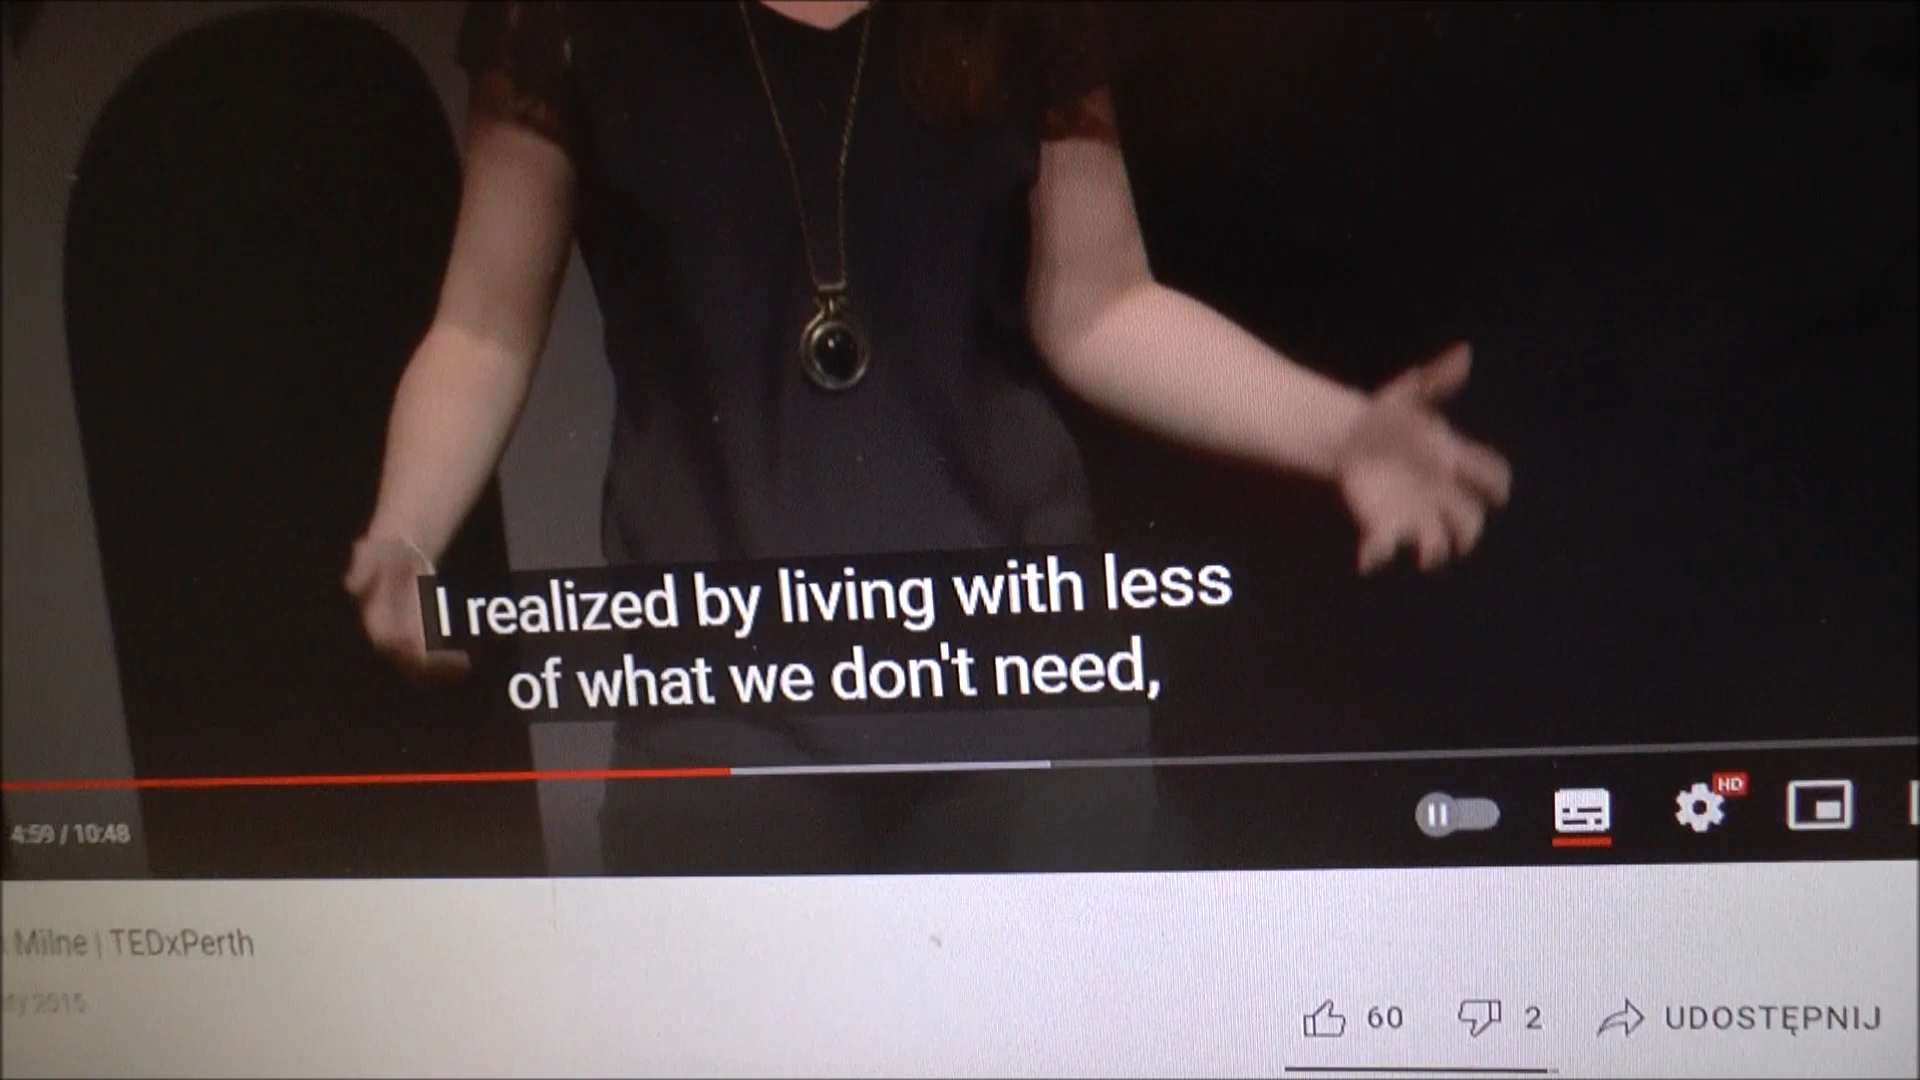 I realized by living with less
of what we don't need,
HD
4:59 / 10:48
Milne | TEDxPerth
2015
60 2 UDOSTĘPNIJ